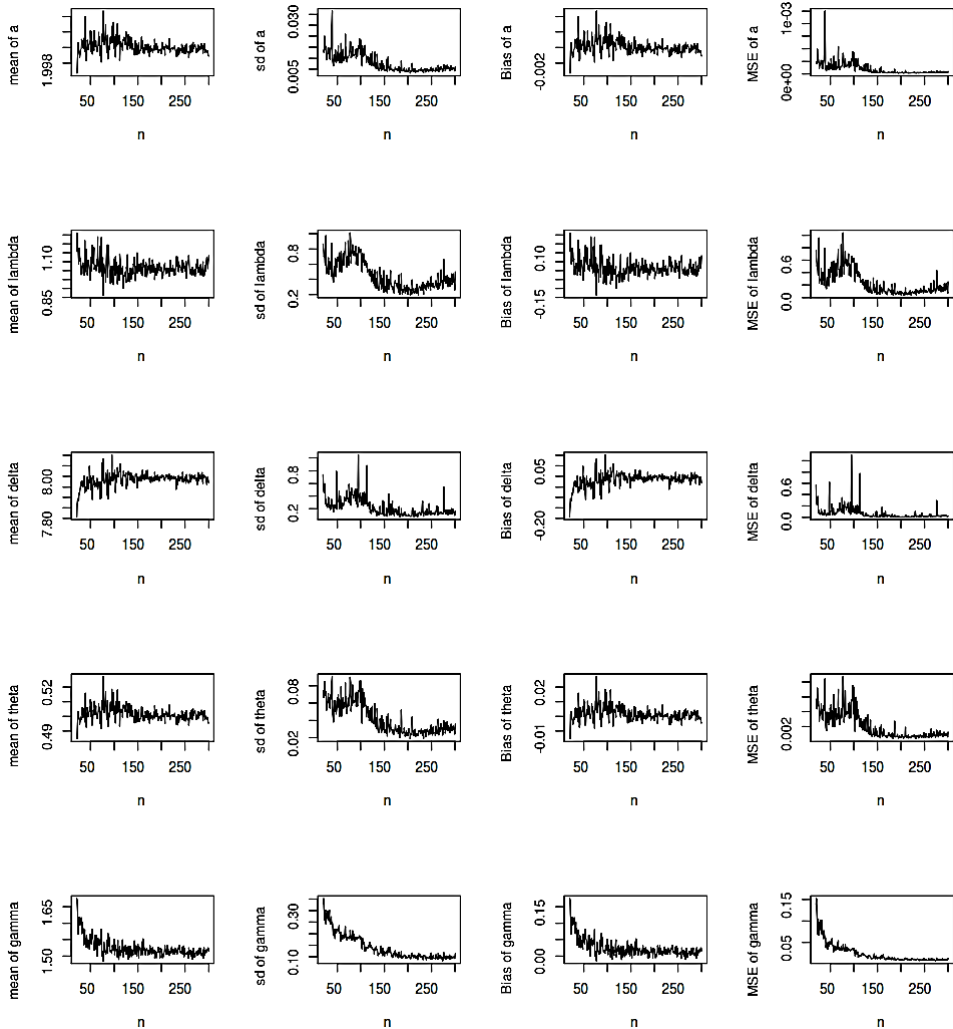 mean of a
1.998
50 150 250
n
sd of a
0.005 0.030
50 150 250
n
Bias of a
-0.002
50 150 250
n
MSE of a
0e+00 1e-03
50 150 250
n
mean of lambda
0.85 1.10
50 150 250
n
sd of lambda
0.2 0.8
50 150 250
n
Bias of lambda
-0.15 0.10
50 150 250
n
MSE of lambda
0.0 0.6
50 150 250
n
mean of delta
7.80 8.00
50 150 250
n
sd of delta
0.2 0.8
50 150 250
n
Bias of delta
-0.20 0.05
50 150 250
n
MSE of delta
0.0 0.6
50 150 250
n
mean of theta
0.49 0.52
50 150 250
n
sd of theta
0.02 0.08
50 150 250
n
Bias of theta
-0.01 0.02
50 150 250
n
MSE of theta
0.002
50 150 250
n
mean of gamma
1.50 1.65
50 150 250
n
sd of gamma
0.10 0.30
50 150 250
n
Bias of gamma
0.00 0.15
50 150 250
n
MSE of gamma
0.05 0.15
50 150 250
n